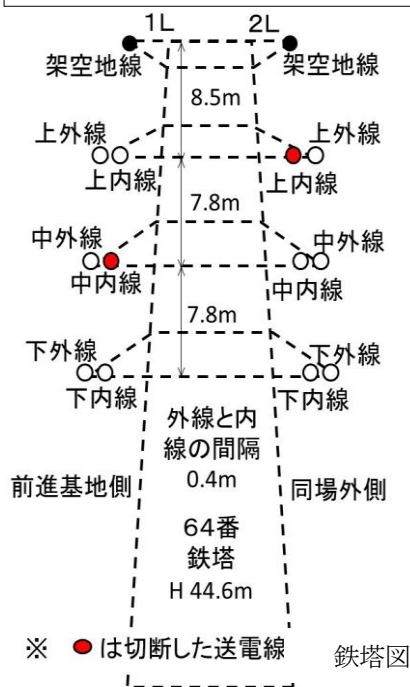 1L 2L
架空地線 架空地線
8.5m
上外線 上外線
上内線 上内線
7.8m
中外線 中外線
中内線 中内線
7.8m
下外線 下外線
下内線 下内線
外線と内
線の間隔
0.4m
前進基地側 同場外側
64番
鉄塔
H 44.6m
※ ●は切断した送電線 鉄塔図